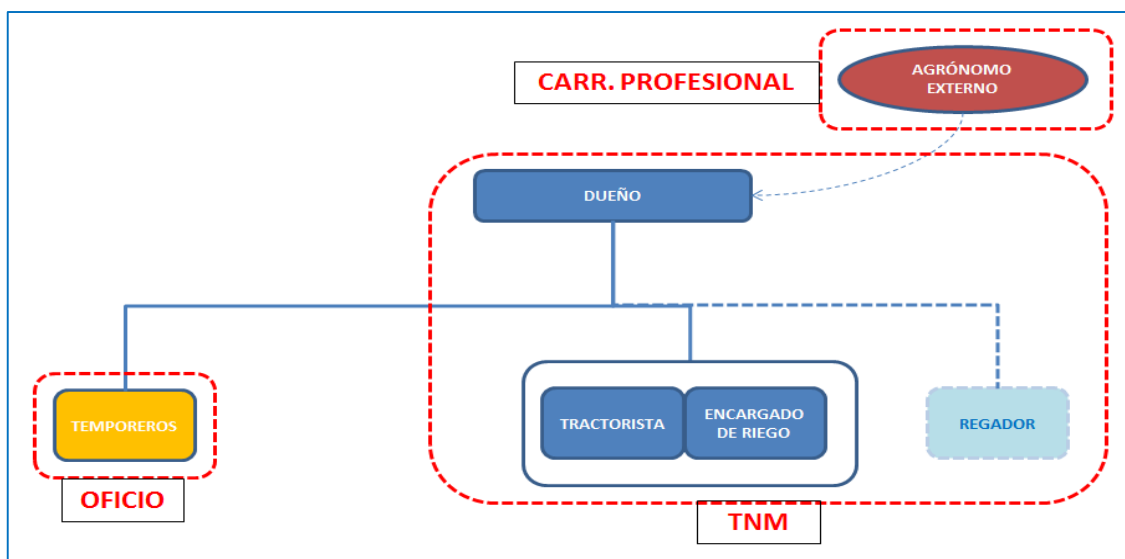 AGRÓNOMO
EXTERNO
CARR. PROFESIONAL
DUEÑO
TEMPOREROS
TRACTORISTA
ENCARGADO
DE RIEGO
REGADOR
OFICIO
TNM